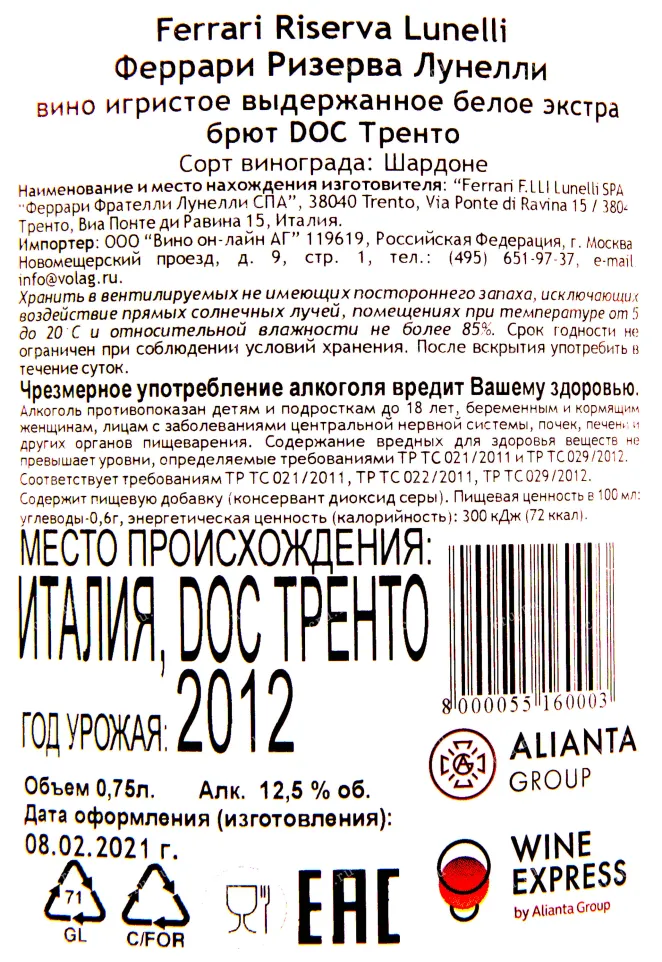 Ferrari Riserva Lunelli
Феррари Ризерва Лунелли
вино игристое выдержанное белое экстра
брют DOC Тренто
Сорт винограда: Шардоне
Наименование и место нахождения изготовителя: "Ferrari F.LLI Lunelli SPA
"Феррари Фрателли Лунелли СПА", 38040 Trento, Via Ponte di Ravina 15 / 380
Тренто, Виа Понте ди Равина 15, Италия.
Импортер: ООО "Вино он-лайн АГ" 119619, Российская Федерация, г. Москва
Новомещерский проезд, д. 9, стр. 1, тел.: (495) 651-97-37, e-mail
info@volag.ru.
Хранить в вентилируемых не имеющих постороннего запаха, исключающих
воздействие прямых солнечных лучей, помещениях при температуре от 5
до 20°С и относительной влажности не более 85%. Срок годности не
ограничен при соблюдении условий хранения. После вскрытия употребить в
течение суток.
Чрезмерное употребление алкоголя вредит Вашему здоровью.
Алкоголь противопоказан детям и подросткам до 18 лет, беременным и кормящим
женщинам, лицам с заболеваниями центральной нервной системы, почек, печени и
других органов пищеварения. Содержание вредных для здоровья веществ не
превышает уровни, определяемые требованиями ТР ТС 021/2011 и ТР ТС 029/2012.
Соответствует требованиям ТР ТС 021/2011, ТР ТС 022/2011, ТР ТС 029/2012.
Содержит пищевую добавку (консервант диоксид серы). Пищевая ценность в 100 мл:
углеводы-0,6г, энергетическая ценность (калорийность): 300 кДж (72 ккал).
МЕСТО ПРОИСХОЖДЕНИЯ:
ИТАЛИЯ, DOC ТРЕНТО
ГОД УРОЖАЯ: 2012
8 000055 160003
ALIANTA
GROUP
Объем 0,75л. Алк. 12,5 % об.
Дата оформления (изготовления):
08.02.2021 г.
WINE
EXPRESS
by Alianta Group
71
GL
C/FOR
EAC